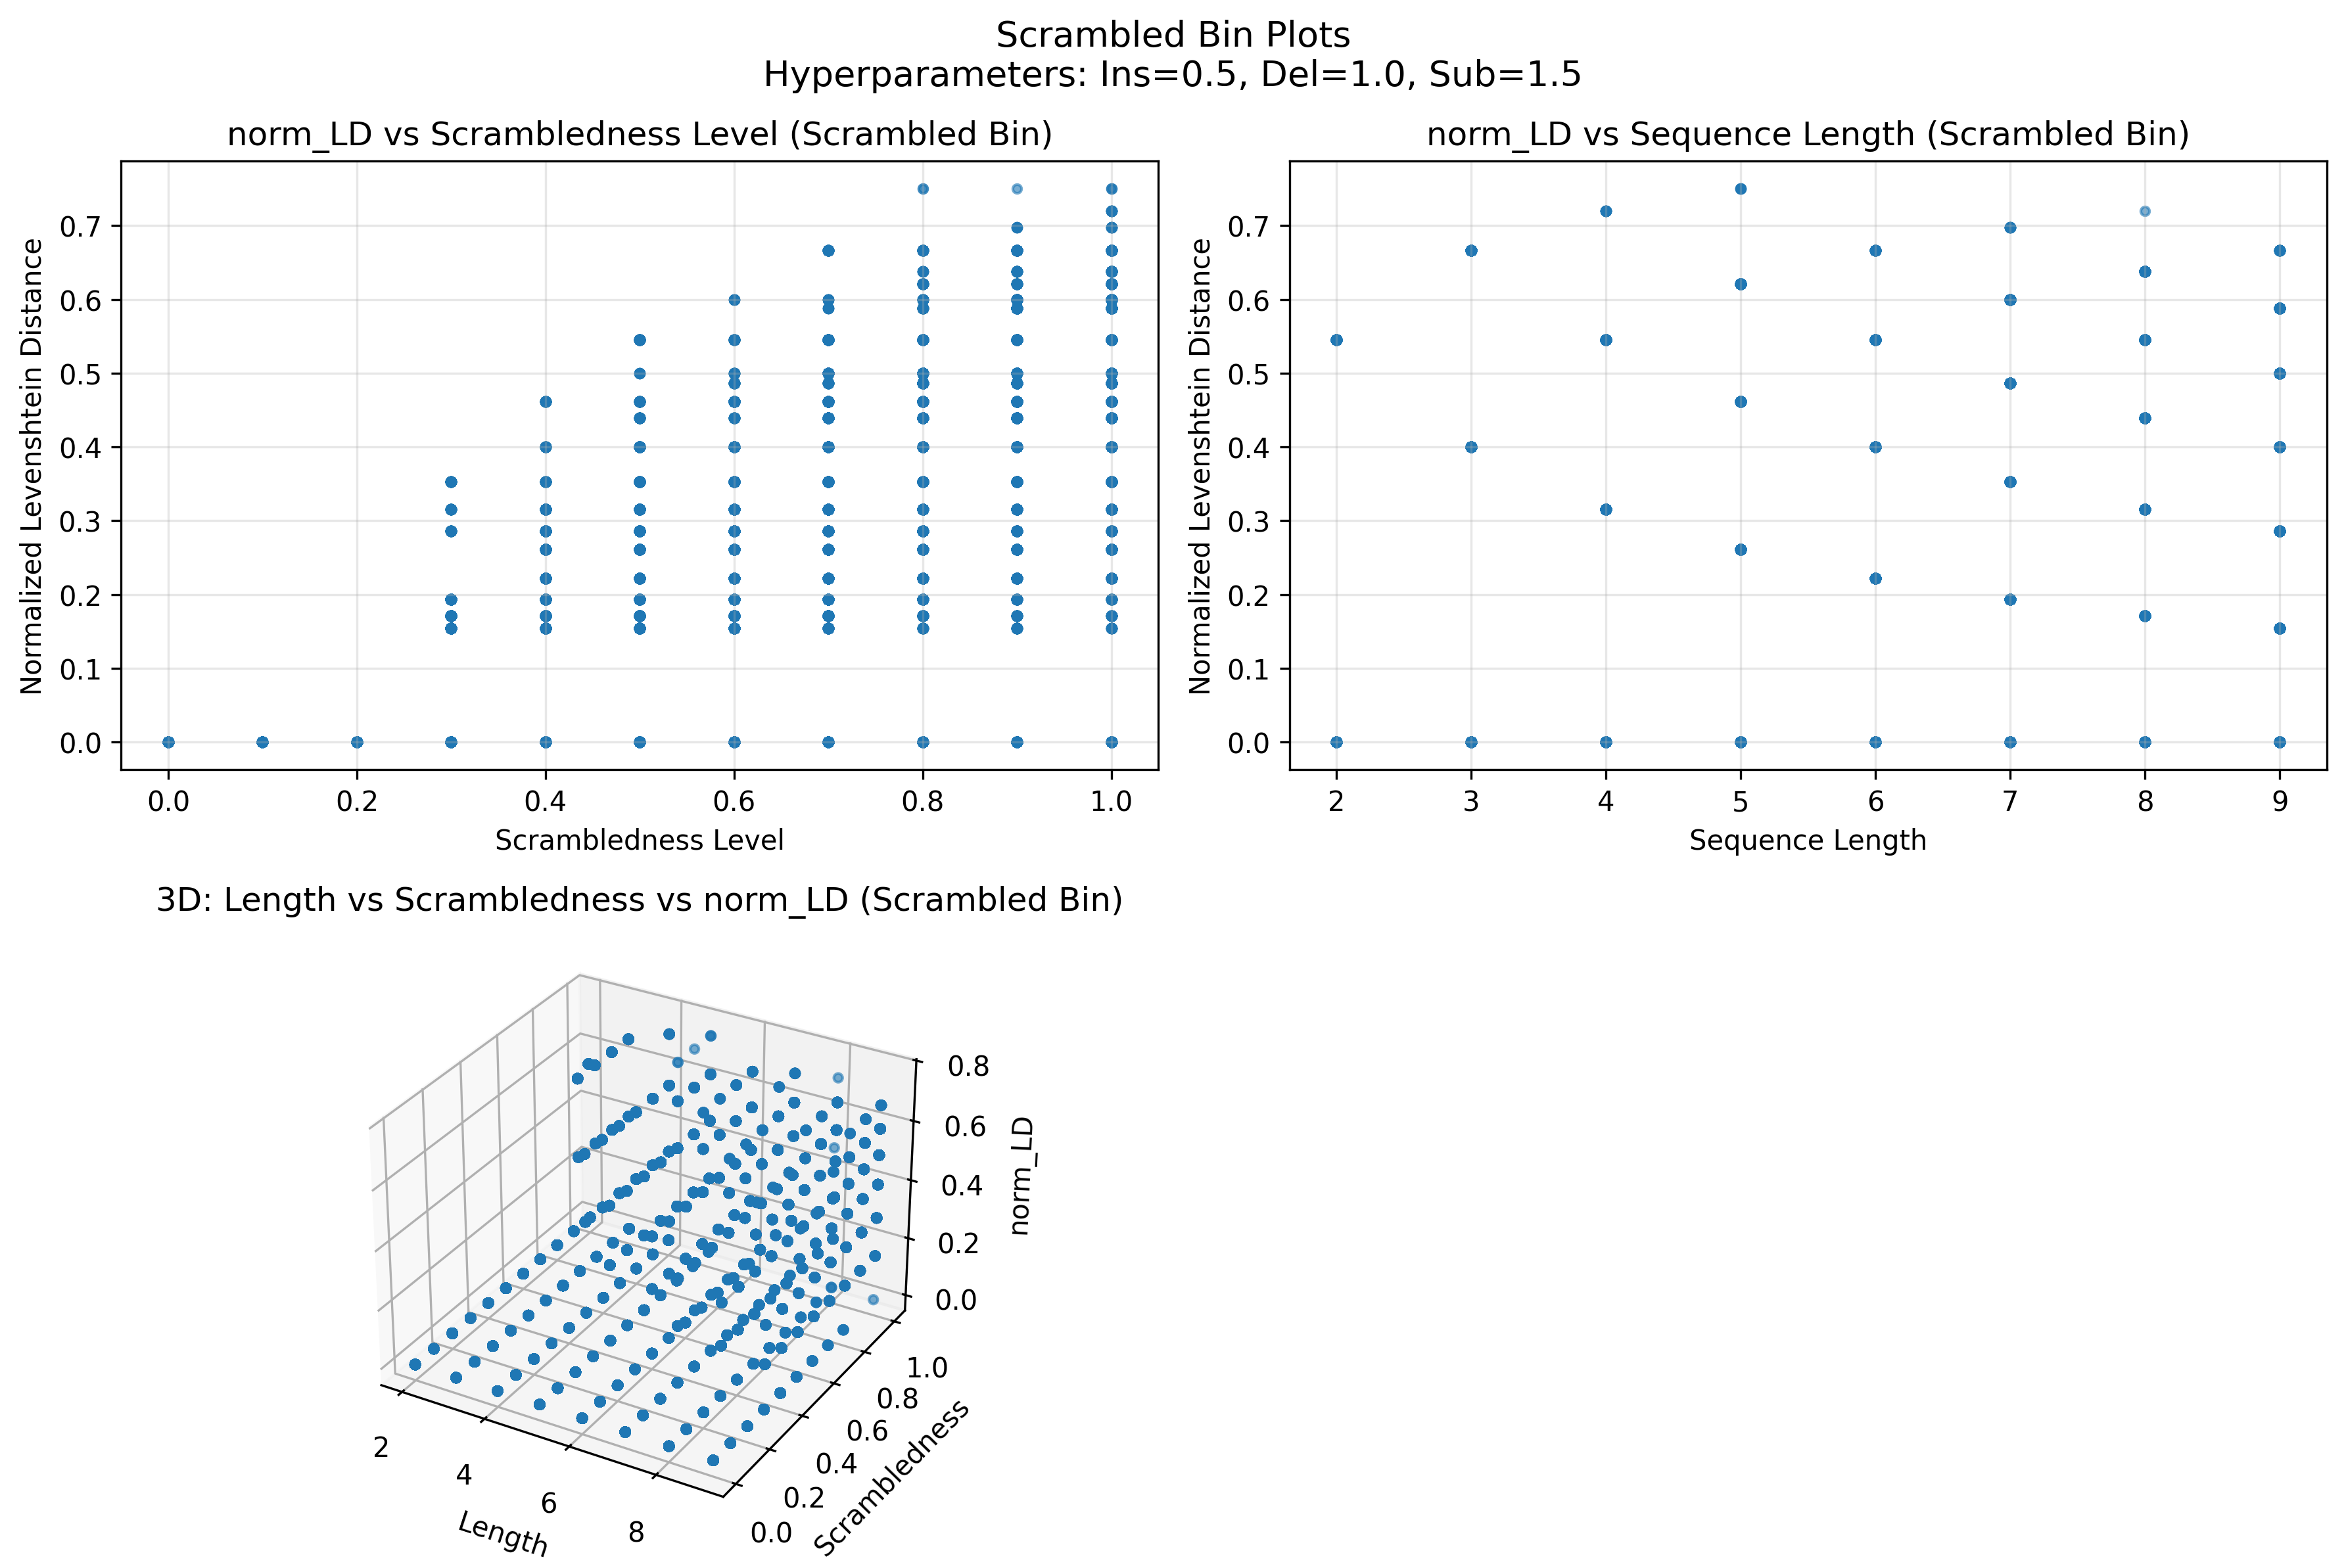 Scrambled Bin Plots
Hyperparameters: Ins=0.5, Del=1.0, Sub=1.5
norm_LD vs Scrambledness Level (Scrambled Bin)
Normalized Levenshtein Distance
0.7
0.6
0.5
0.4
0.3
0.2
0.1
0.0
0.0 0.2 0.4 0.6 0.8 1.0
Scrambledness Level
norm_LD vs Sequence Length (Scrambled Bin)
Normalized Levenshtein Distance
0.7
0.6
0.5
0.4
0.3
0.2
0.1
0.0
2 3 4 5 6 7 8 9
Sequence Length
3D: Length vs Scrambledness vs norm_LD (Scrambled Bin)
0.8
0.6
0.4
0.2
0.0
norm_LD
2 4 6 8
Length
0.0 0.2 0.4 0.6 0.8 1.0
Scrambledness